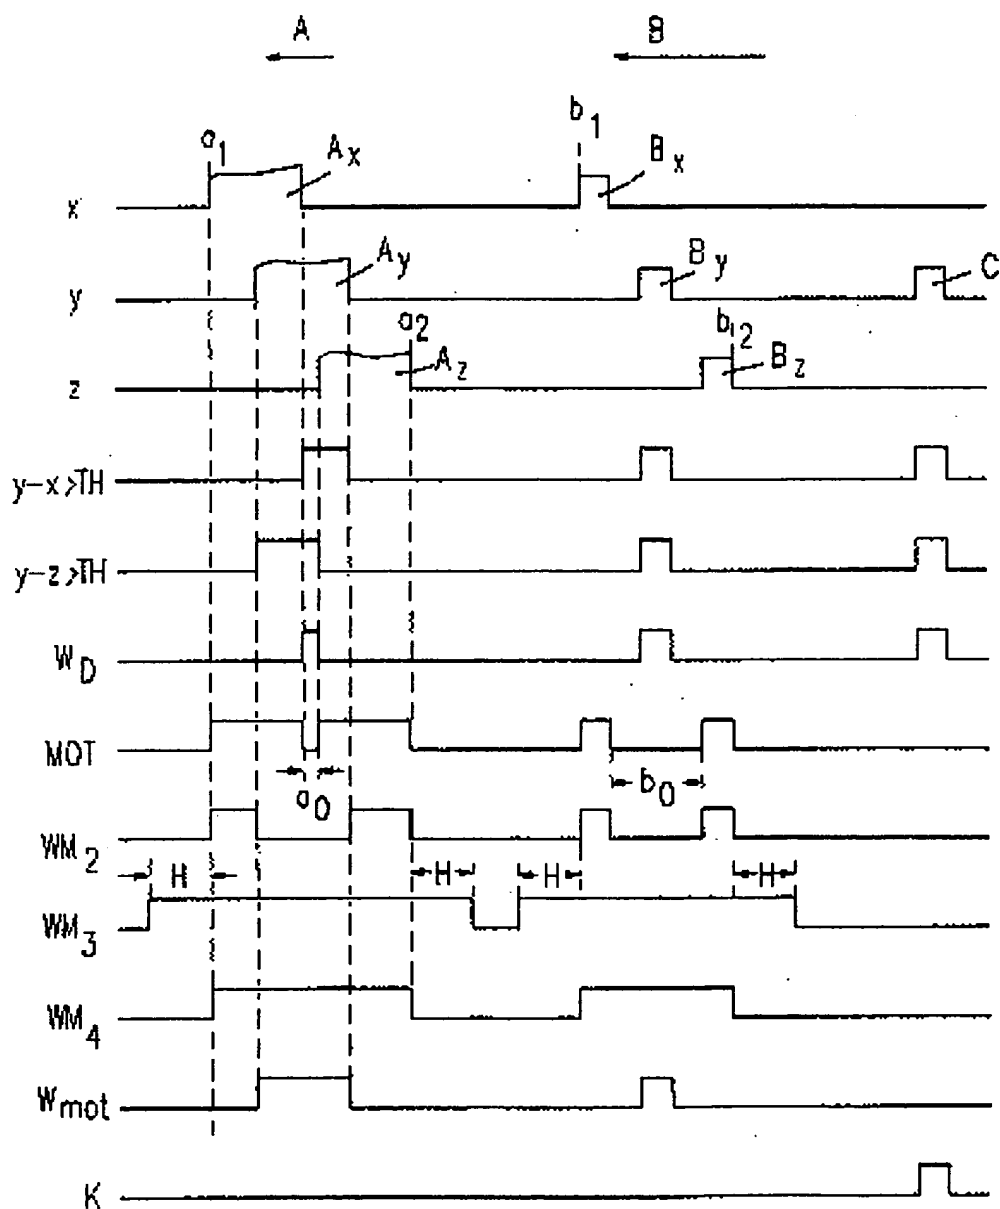 A B
a1 Ax b1 Bx
x
Ay By C
y
a2 Az b2 Bz
z
y-x>TH
y-z>TH
WD
MOT
a0 b0
WM2
H H H H
WM3
WM4
Wmot
K